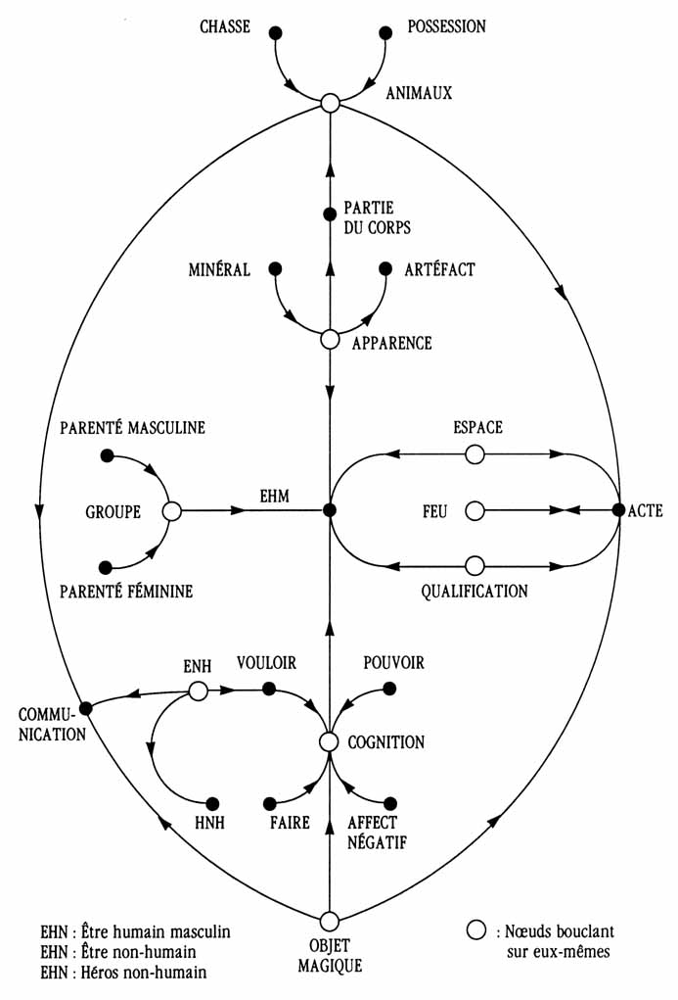 CHASSE
POSSESSION
ANIMAUX
PARTIE
DU CORPS
MINÉRAL
ARTÉFACT
APPARENCE
PARENTÉ MASCULINE
ESPACE
EHM
GROUPE
FEU
ACTE
PARENTÉ FÉMININE
QUALIFICATION
ENH
VOULOIR
POUVOIR
COMMU-
NICATION
COGNITION
HNH
FAIRE
AFFECT
NÉGATIF
OBJET
MAGIQUE
EHN : Être humain masculin
EHN : Être non-humain
EHN : Héros non-humain
: Nœuds bouclant
sur eux-mêmes